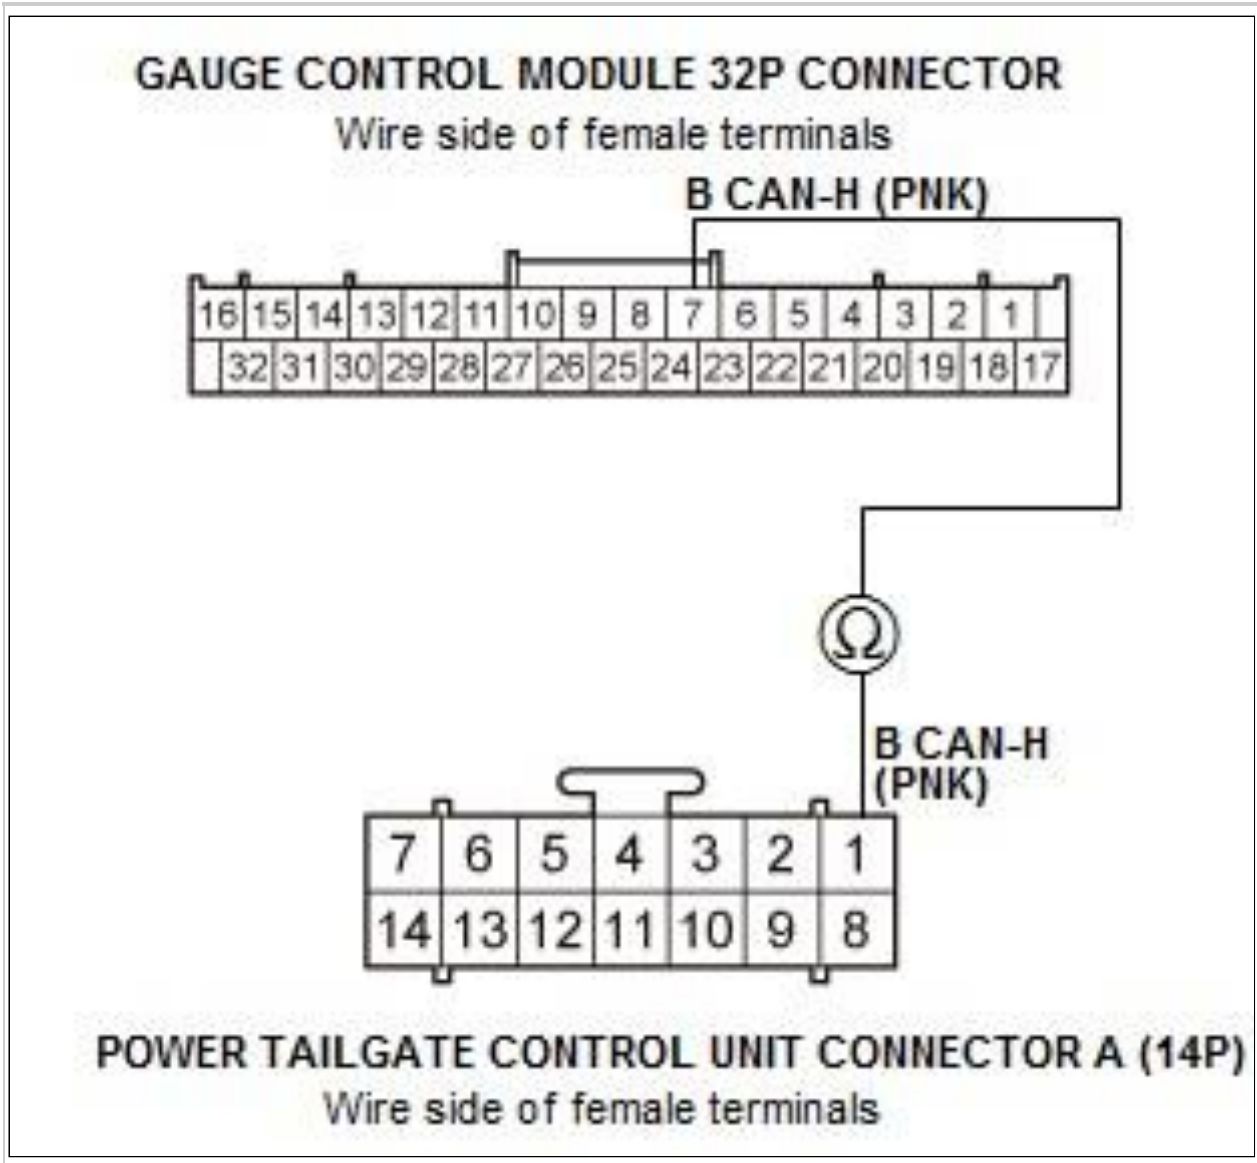 GAUGE CONTROL MODULE 32P CONNECTOR
Wire side of female terminals
B CAN-H (PNK)
16 15 14 13 12 11 10 9 8 7 6 5 4 3 2 1
32 31 30 29 28 27 26 25 24 23 22 21 20 19 18 17
Ω
B CAN-H
(PNK)
7 6 5 4 3 2 1
14 13 12 11 10 9 8
POWER TAILGATE CONTROL UNIT CONNECTOR A (14P)
Wire side of female terminals